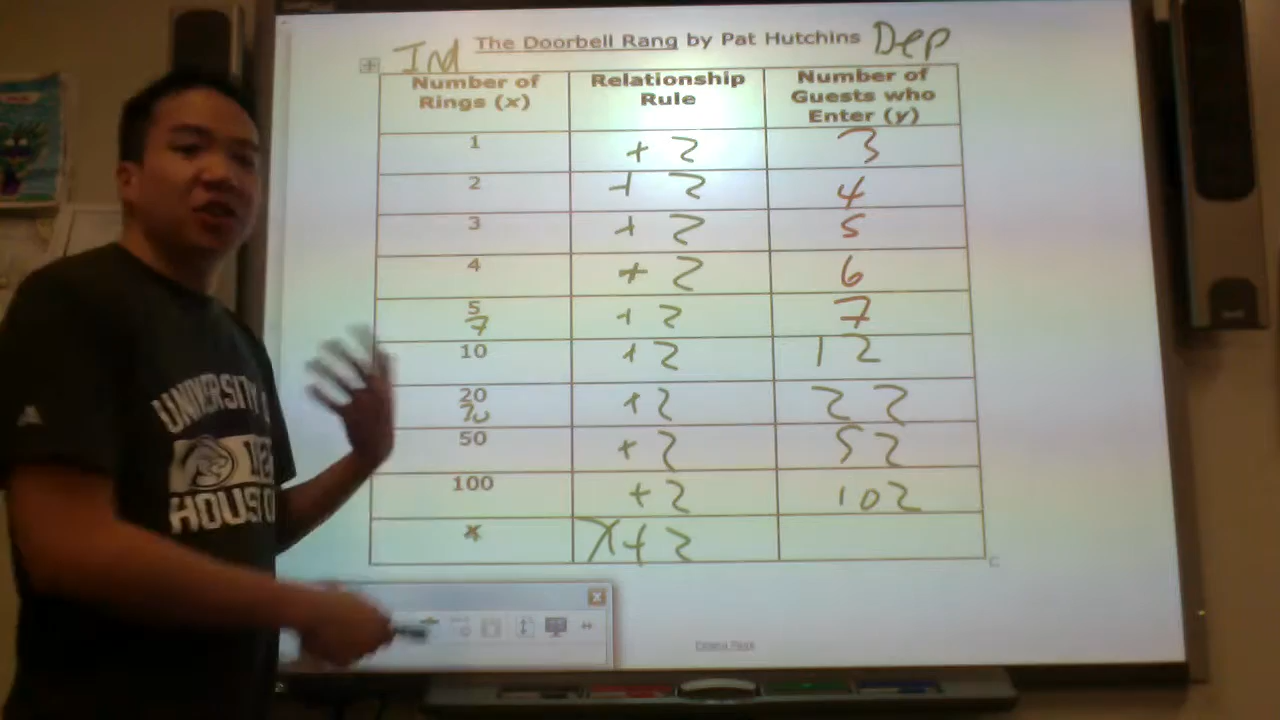 Ind
The Doorbell Rang by Pat Hutchins
Dep
Number of Rings (x)
Relationship Rule
Number of Guests who Enter (y)
1 + 2 3
2 + 2 4
3 + 2 5
4 + 2 6
5 + 2 7
7
10 + 2 12
20 + 2 22
70
50 + 2 52
100 + 2 102
x x + 2
UNIVERSITY
HOUSTON